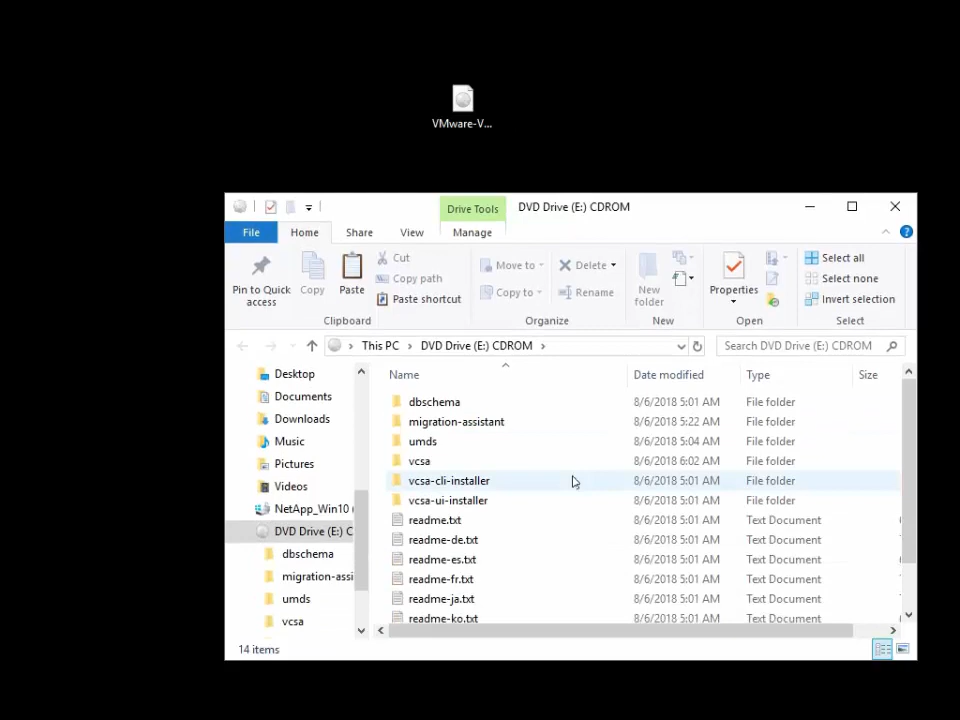 VMware-V...
Drive Tools
DVD Drive (E:) CDROM
File
Home
Share
View
Manage
Pin to Quick access
Copy
Paste
Cut
Copy path
Paste shortcut
Clipboard
Move to
Copy to
Delete
Rename
Organize
New folder
New
Properties
Open
Select all
Select none
Invert selection
Select
This PC > DVD Drive (E:) CDROM >
Search DVD Drive (E:) CDROM
Desktop
Documents
Downloads
Music
Pictures
Videos
NetApp_Win10 (
DVD Drive (E:) C
dbschema
migration-assi
umds
vcsa
Name Date modified Type Size
dbschema 8/6/2018 5:01 AM File folder
migration-assistant 8/6/2018 5:22 AM File folder
umds 8/6/2018 5:04 AM File folder
vcsa 8/6/2018 6:02 AM File folder
vcsa-cli-installer 8/6/2018 5:01 AM File folder
vcsa-ui-installer 8/6/2018 5:01 AM File folder
readme.txt 8/6/2018 5:01 AM Text Document
readme-de.txt 8/6/2018 5:01 AM Text Document
readme-es.txt 8/6/2018 5:01 AM Text Document
readme-fr.txt 8/6/2018 5:01 AM Text Document
readme-ja.txt 8/6/2018 5:01 AM Text Document
readme-ko.txt 8/6/2018 5:01 AM Text Document
14 items